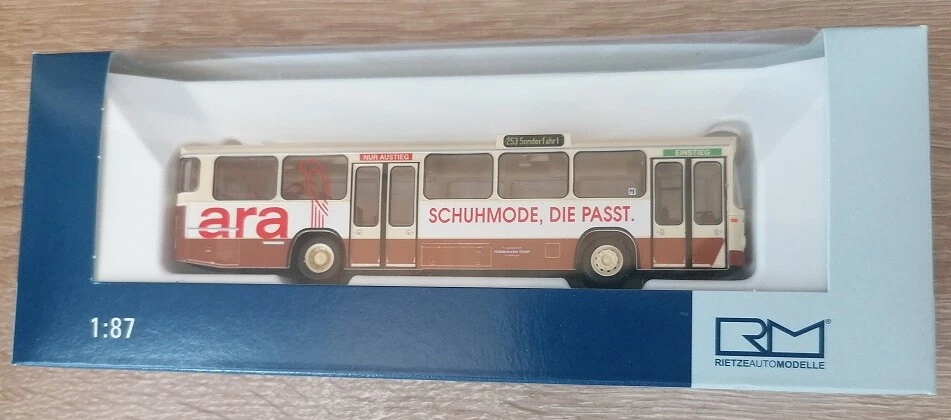 253 Sonderfahrt
NUR AUSTIEG
EINSTIEG
ara
SCHUHMODE, DIE PASST.
1:87
RM®
RIETZEAUTOMODELLE